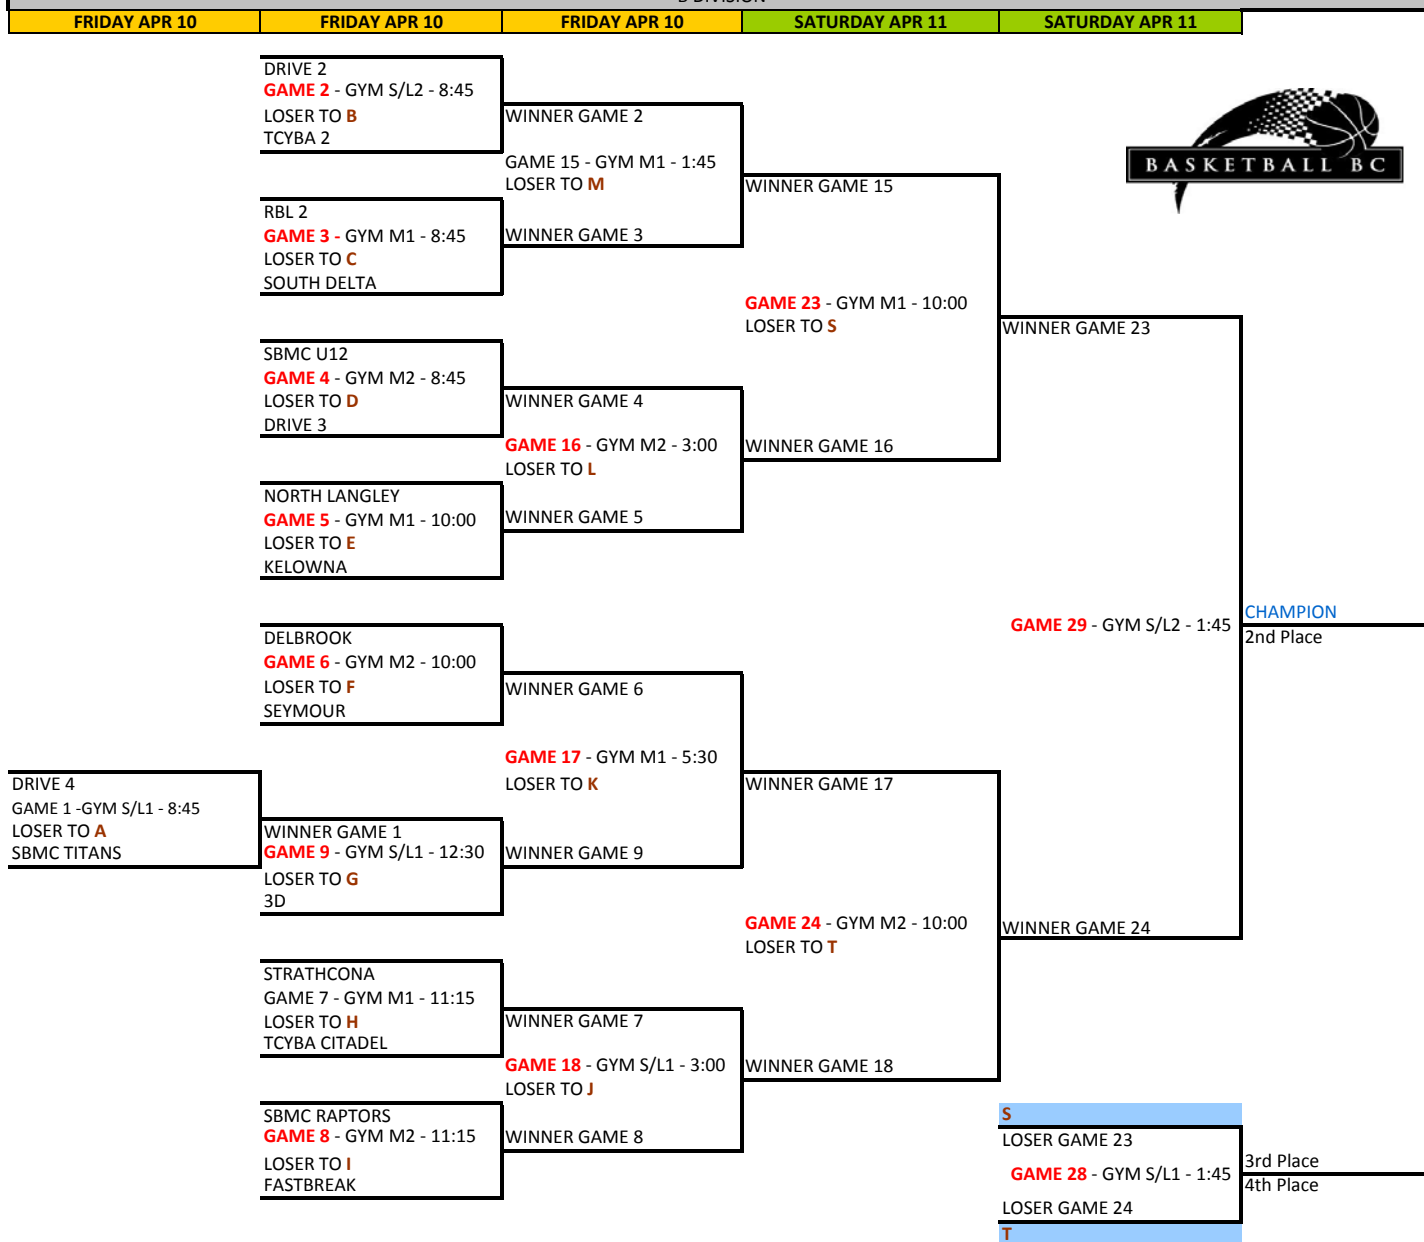 B DIVISION
FRIDAY APR 10
FRIDAY APR 10
FRIDAY APR 10
SATURDAY APR 11
SATURDAY APR 11
BASKETBALL BC
DRIVE 4
GAME 1 -GYM S/L1 - 8:45
LOSER TO A
SBMC TITANS
DRIVE 2
GAME 2 - GYM S/L2 - 8:45
LOSER TO B
TCYBA 2
RBL 2
GAME 3 - GYM M1 - 8:45
LOSER TO C
SOUTH DELTA
SBMC U12
GAME 4 - GYM M2 - 8:45
LOSER TO D
DRIVE 3
NORTH LANGLEY
GAME 5 - GYM M1 - 10:00
LOSER TO E
KELOWNA
DELBROOK
GAME 6 - GYM M2 - 10:00
LOSER TO F
SEYMOUR
WINNER GAME 1
GAME 9 - GYM S/L1 - 12:30
LOSER TO G
3D
STRATHCONA
GAME 7 - GYM M1 - 11:15
LOSER TO H
TCYBA CITADEL
SBMC RAPTORS
GAME 8 - GYM M2 - 11:15
LOSER TO I
FASTBREAK
WINNER GAME 2
GAME 15 - GYM M1 - 1:45
LOSER TO M
WINNER GAME 3
WINNER GAME 4
GAME 16 - GYM M2 - 3:00
LOSER TO L
WINNER GAME 5
WINNER GAME 6
GAME 17 - GYM M1 - 5:30
LOSER TO K
WINNER GAME 9
WINNER GAME 7
GAME 18 - GYM S/L1 - 3:00
LOSER TO J
WINNER GAME 8
WINNER GAME 15
GAME 23 - GYM M1 - 10:00
LOSER TO S
WINNER GAME 16
WINNER GAME 17
GAME 24 - GYM M2 - 10:00
LOSER TO T
WINNER GAME 18
WINNER GAME 23
GAME 29 - GYM S/L2 - 1:45
WINNER GAME 24
CHAMPION
2nd Place
S
LOSER GAME 23
GAME 28 - GYM S/L1 - 1:45
LOSER GAME 24
T
3rd Place
4th Place